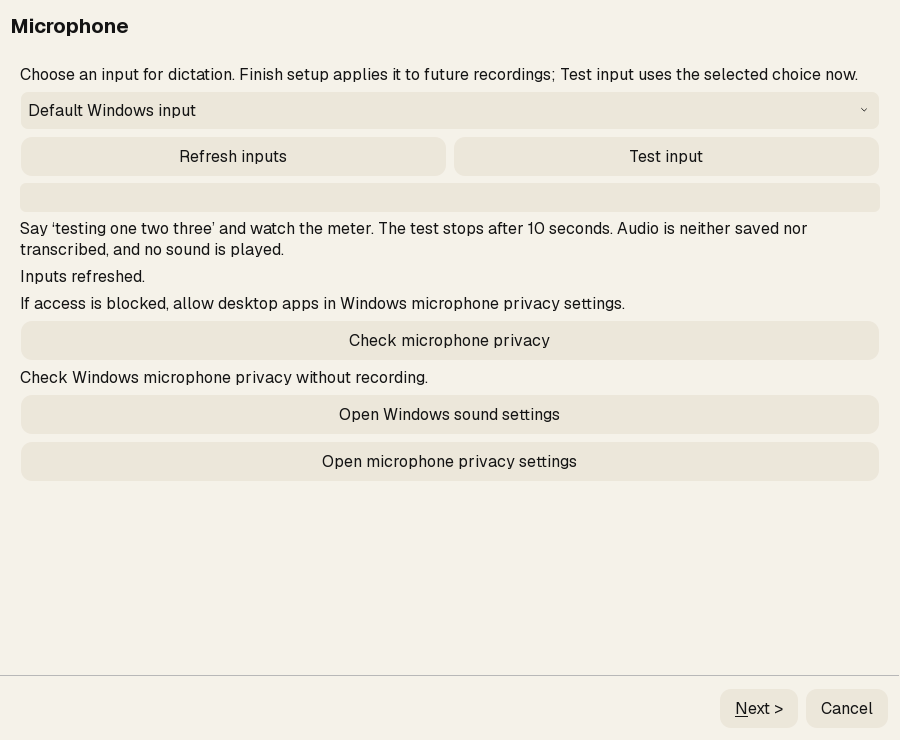 Microphone
Choose an input for dictation. Finish setup applies it to future recordings; Test input uses the selected choice now.
Default Windows input
Refresh inputs
Test input
Say ‘testing one two three’ and watch the meter. The test stops after 10 seconds. Audio is neither saved nor
transcribed, and no sound is played.
Inputs refreshed.
If access is blocked, allow desktop apps in Windows microphone privacy settings.
Check microphone privacy
Check Windows microphone privacy without recording.
Open Windows sound settings
Open microphone privacy settings
Next >
Cancel